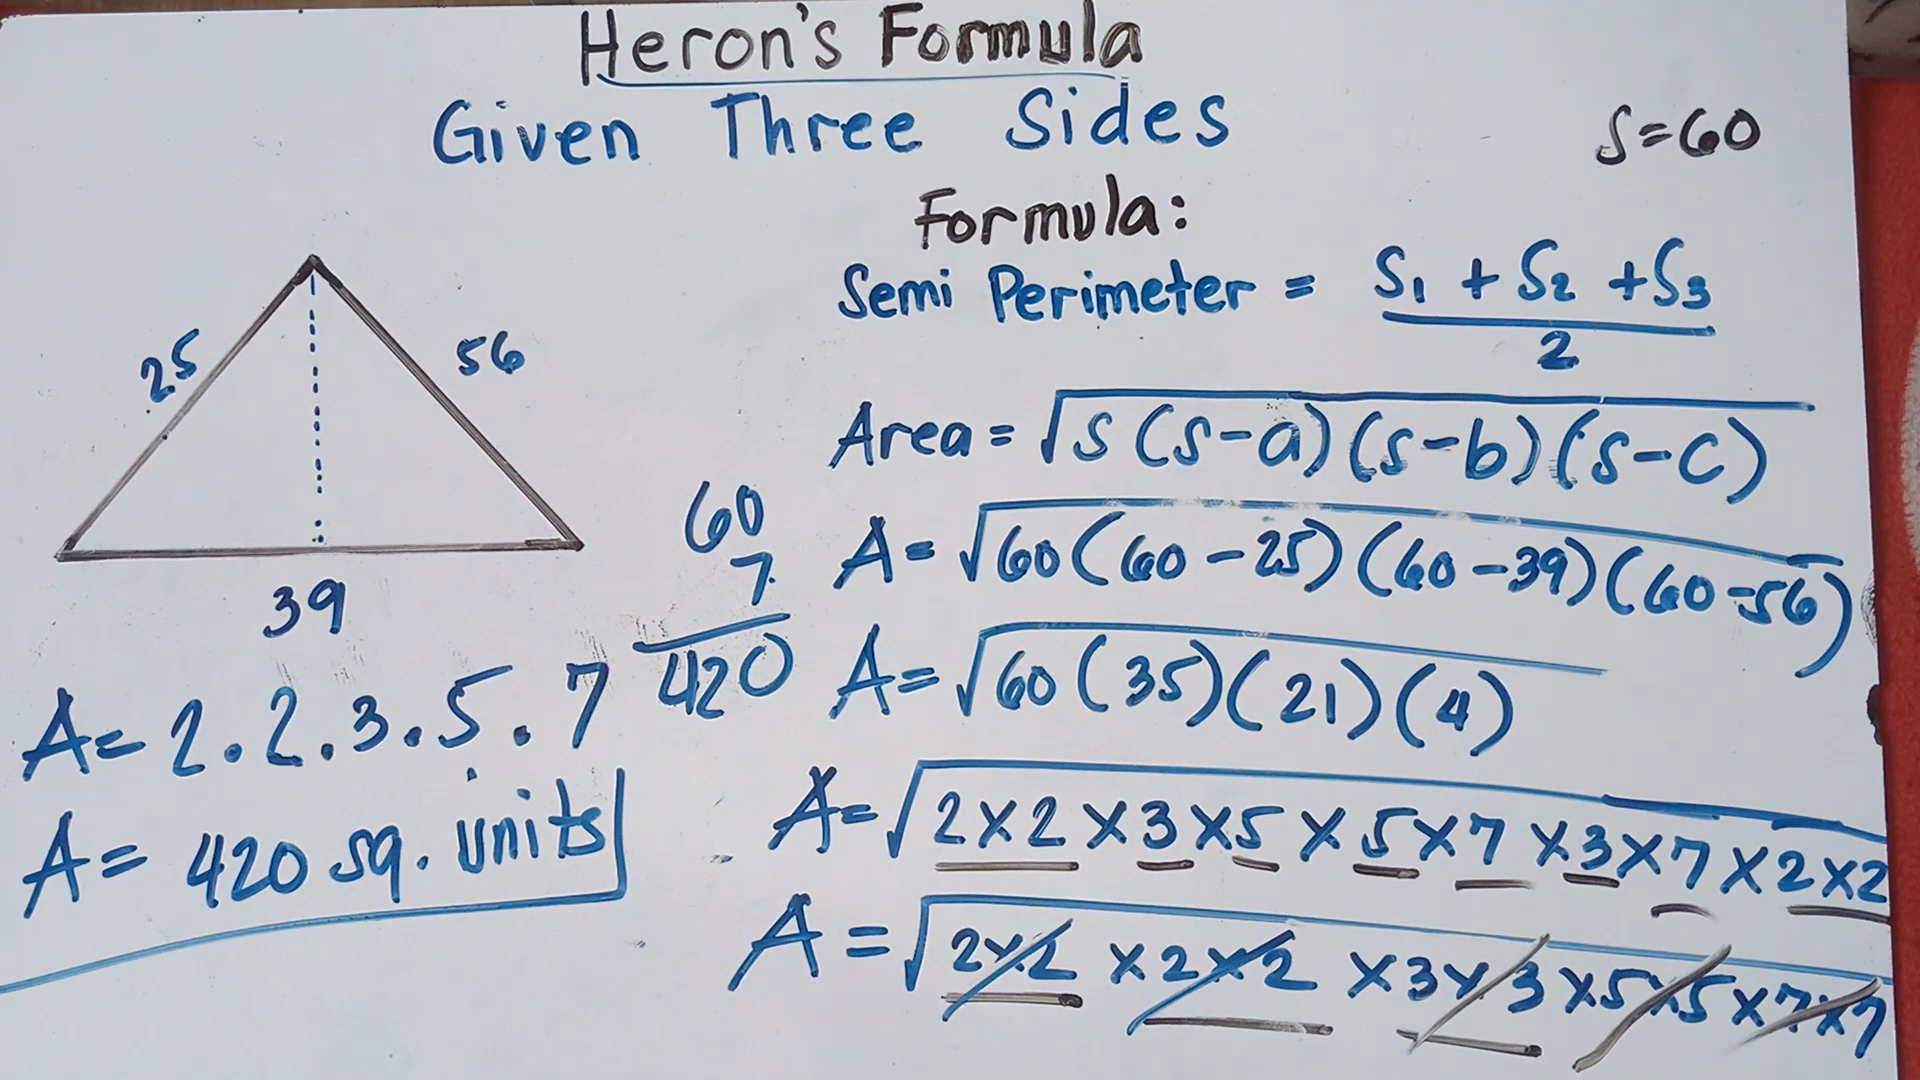 Heron's Formula
Given Three Sides
S=60
Formula:
Semi Perimeter = S₁ + S₂ + S₃
2
25
56
39
Area = √s(s-a)(s-b)(s-c)
A= √60(60-25)(60-39)(60-56)
A= √60(35)(21)(4)
A= √2×2×3×5×5×7×3×7×2×2
A = √2×2×2×2×3×3×5×5×7×7
60
7
420
A= 2.2.3.5.7
A= 420 sq. units